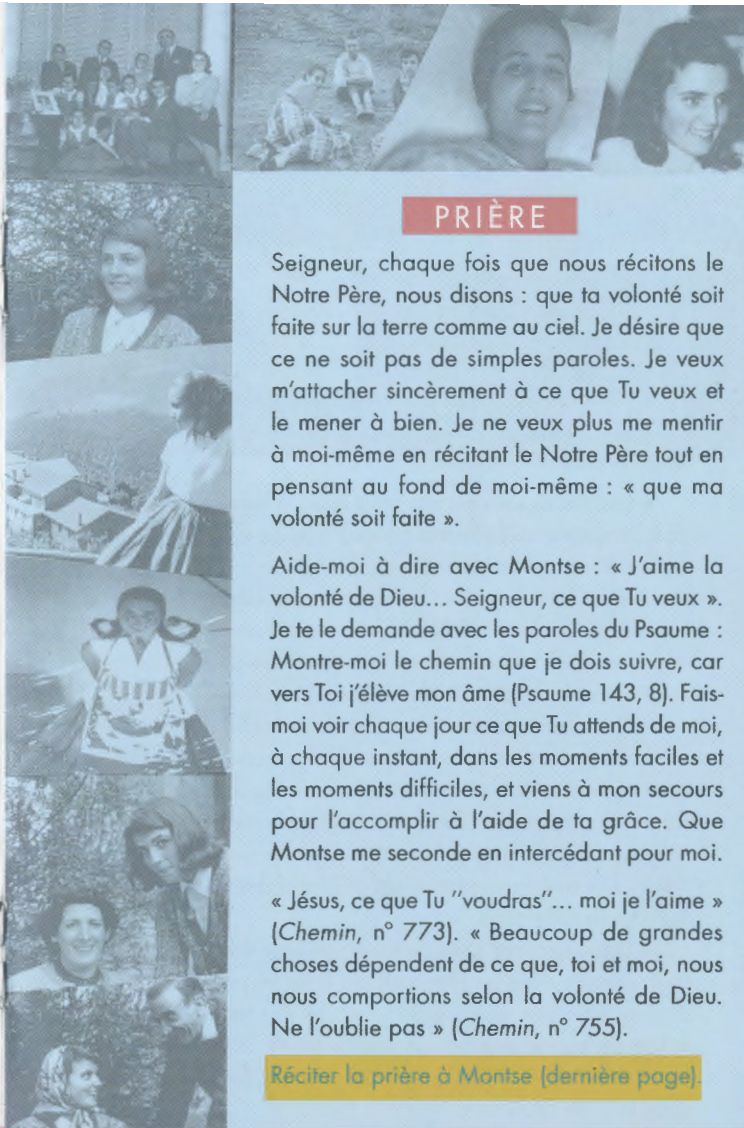 PRIÈRE
Seigneur, chaque fois que nous récitons le
Notre Père, nous disons : que ta volonté soit
faite sur la terre comme au ciel. Je désire que
ce ne soit pas de simples paroles. Je veux
m'attacher sincèrement à ce que Tu veux et
le mener à bien. Je ne veux plus me mentir
à moi-même en récitant le Notre Père tout en
pensant au fond de moi-même : « que ma
volonté soit faite ».
Aide-moi à dire avec Montse : « J'aime la
volonté de Dieu... Seigneur, ce que Tu veux ».
Je te le demande avec les paroles du Psaume :
Montre-moi le chemin que je dois suivre, car
vers Toi j'élève mon âme (Psaume 143, 8). Fais-
moi voir chaque jour ce que Tu attends de moi,
à chaque instant, dans les moments faciles et
les moments difficiles, et viens à mon secours
pour l'accomplir à l'aide de ta grâce. Que
Montse me seconde en intercédant pour moi.
« Jésus, ce que Tu "voudras"... moi je l'aime »
(Chemin, n° 773). « Beaucoup de grandes
choses dépendent de ce que, toi et moi, nous
nous comportions selon la volonté de Dieu.
Ne l'oublie pas » (Chemin, n° 755).
Réciter la prière à Montse (dernière page).